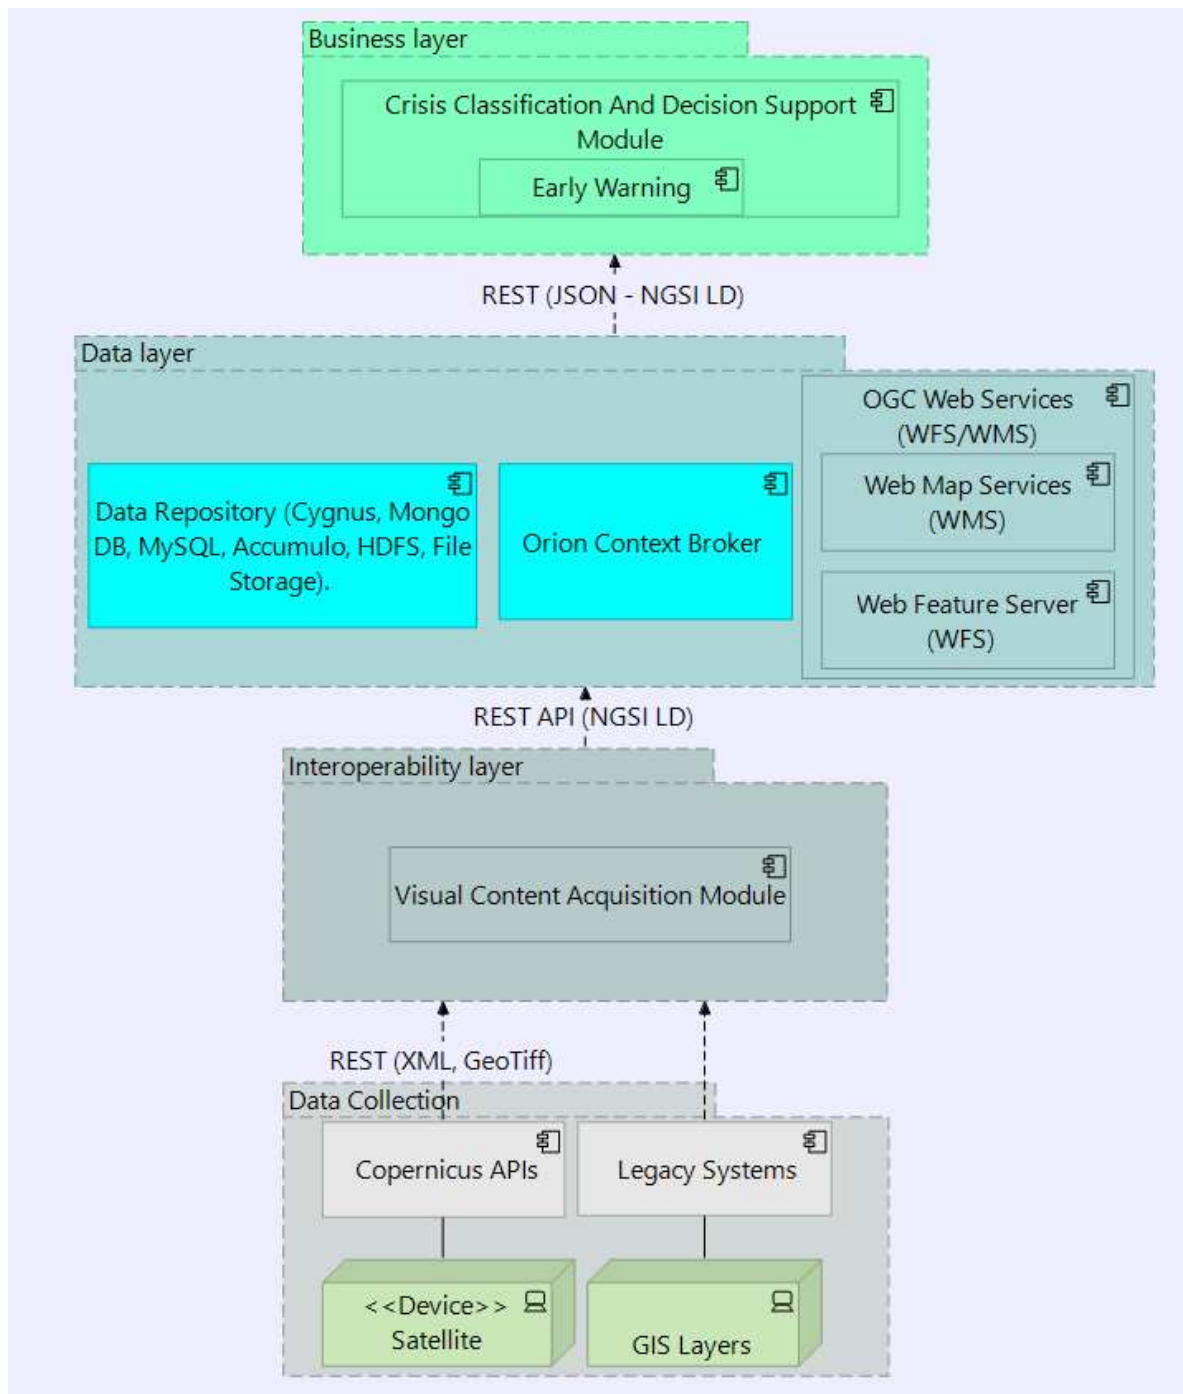 Business layer
Crisis Classification And Decision Support
Module
Early Warning
REST (JSON - NGSI LD)
Data layer
Data Repository (Cygnus, Mongo
DB, MySQL, Accumulo, HDFS, File
Storage).
Orion Context Broker
OGC Web Services
(WFS/WMS)
Web Map Services
(WMS)
Web Feature Server
(WFS)
REST API (NGSI LD)
Interoperability layer
Visual Content Acquisition Module
REST (XML, GeoTiff)
Data Collection
Copernicus APIs
Legacy Systems
<<Device>>
Satellite
GIS Layers